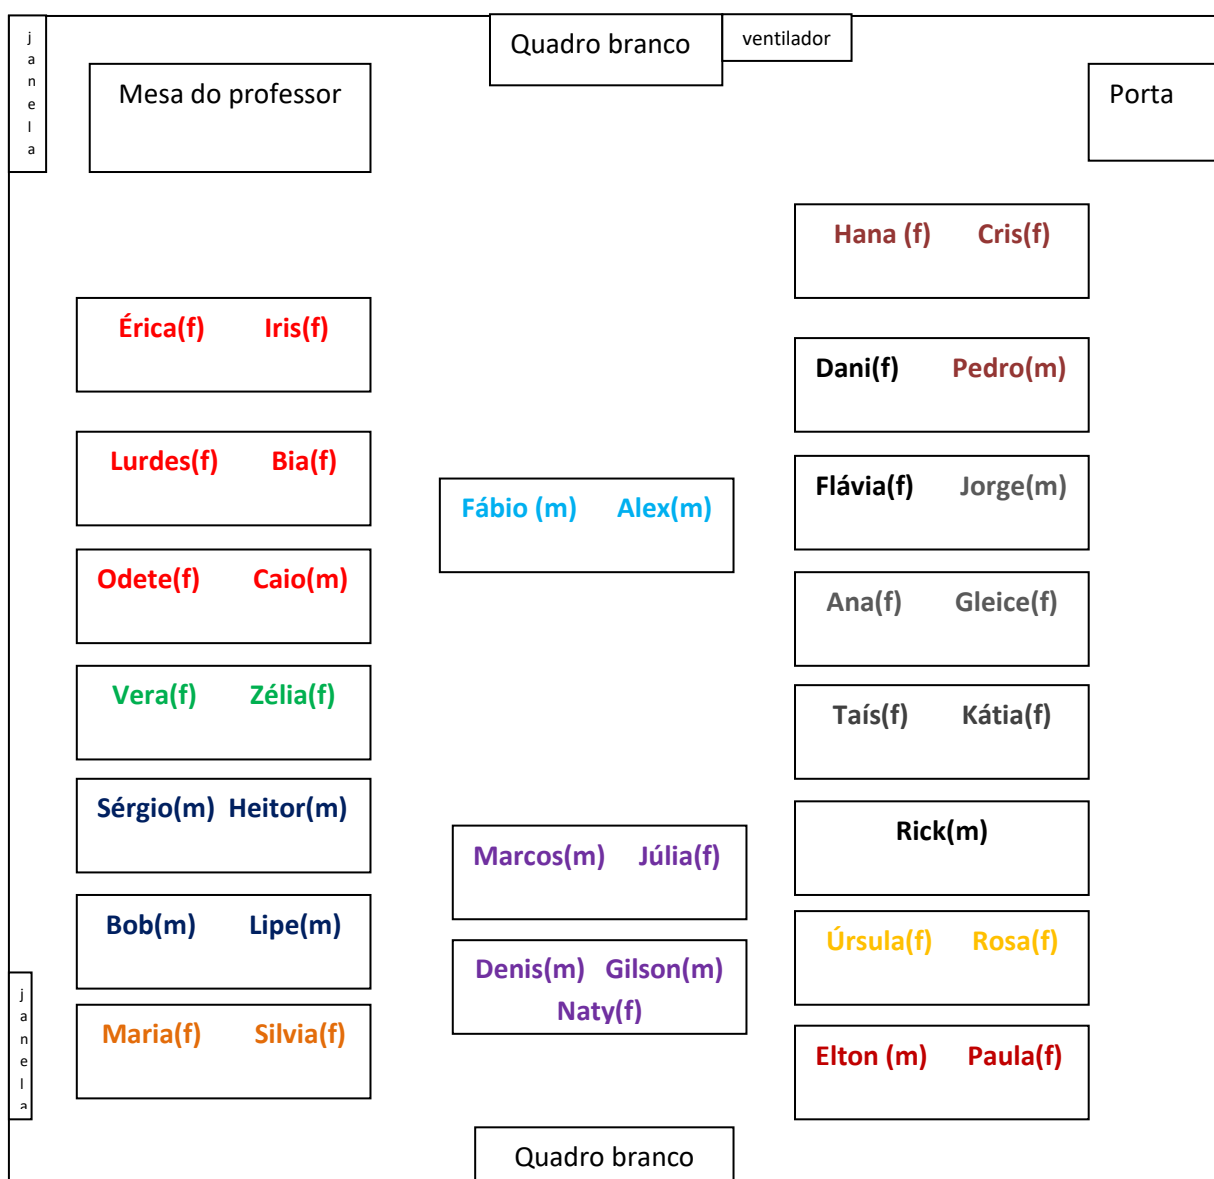 janela
Quadro branco
ventilador
Mesa do professor
Porta
Hana (f) Cris(f)
Érica(f) Iris(f)
Dani(f) Pedro(m)
Lurdes(f) Bia(f)
Fábio (m) Alex(m)
Flávia(f) Jorge(m)
Odete(f) Caio(m)
Ana(f) Gleice(f)
Vera(f) Zélia(f)
Taís(f) Kátia(f)
Sérgio(m) Heitor(m)
Marcos(m) Júlia(f)
Rick(m)
Bob(m) Lipe(m)
Denis(m) Gilson(m)
Naty(f)
Úrsula(f) Rosa(f)
janela
Maria(f) Silvia(f)
Elton (m) Paula(f)
Quadro branco